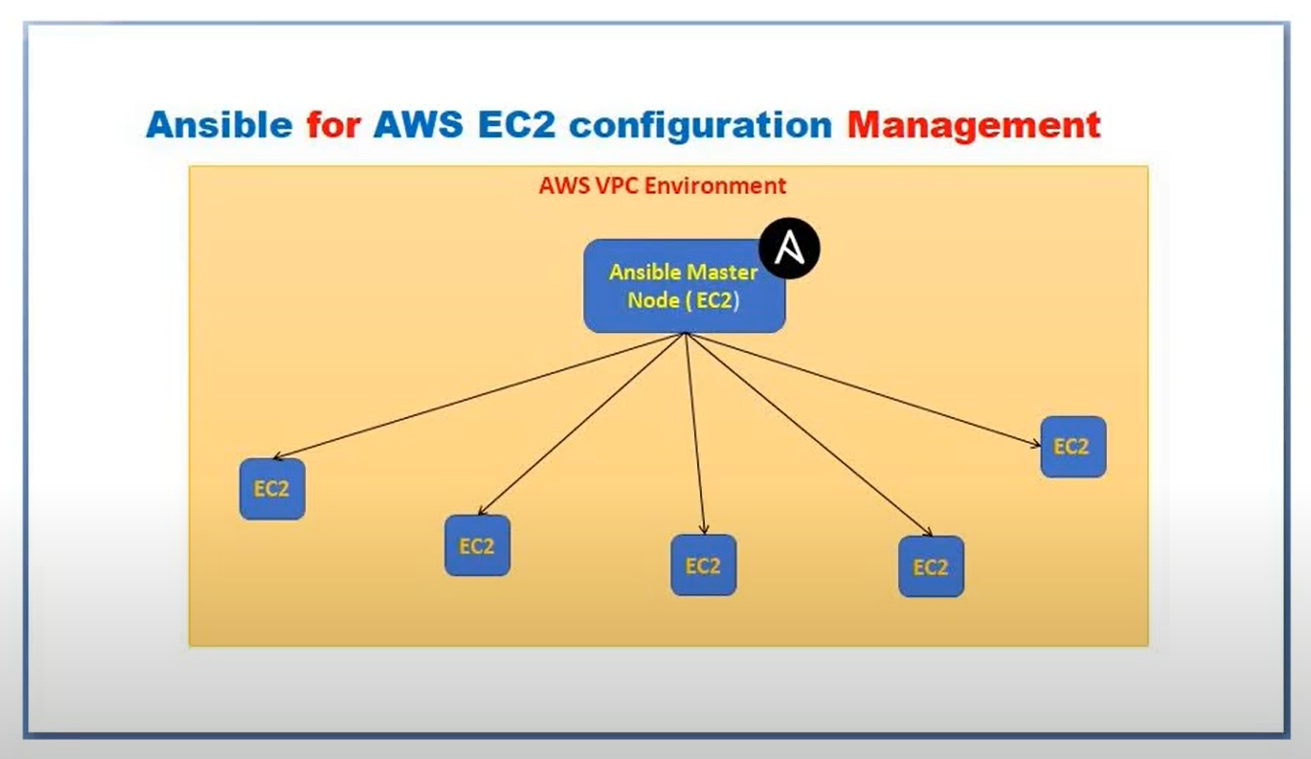 Ansible for AWS EC2 configuration Management
AWS VPC Environment
Ansible Master
Node ( EC2)
EC2
EC2
EC2
EC2
EC2